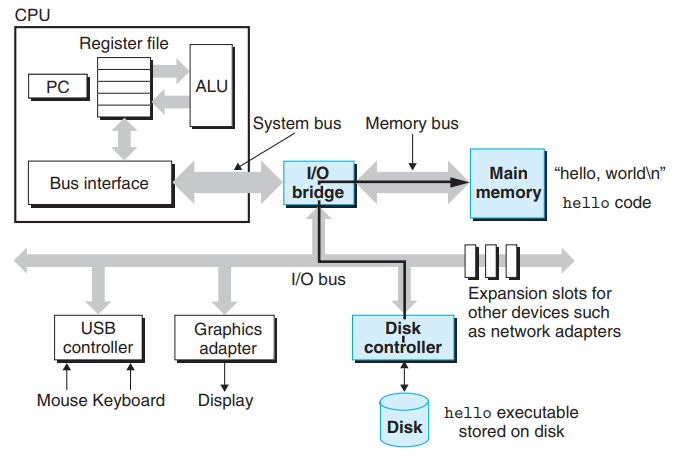 CPU
Register file
PC
ALU
System bus
Memory bus
Bus interface
I/O
bridge
Main
memory
“hello, world\n”
hello code
I/O bus
Expansion slots for
other devices such
as network adapters
USB
controller
Graphics
adapter
Disk
controller
Mouse Keyboard
Display
Disk
hello executable
stored on disk